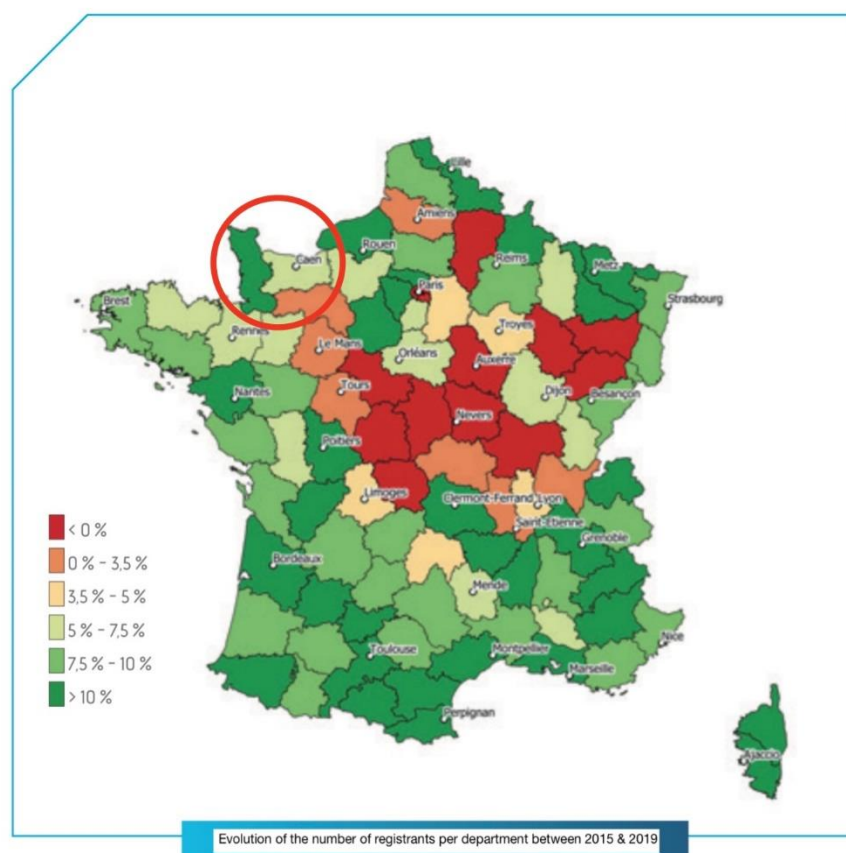 Lille
Amiens
Rouen
Caen
Reims
Metz
Paris
Strasbourg
Brest
Rennes
Troyes
Le Mans
Orléans
Auxerre
Tours
Dijon
Besançon
Nantes
Nevers
Poitiers
Limoges
Clermont-Ferrand
Lyon
Saint-Etienne
Grenoble
Bordeaux
Mende
Toulouse
Montpellier
Nice
Marseille
Perpignan
Ajaccio
< 0 %
0 % - 3,5 %
3,5 % - 5 %
5 % - 7,5 %
7,5 % - 10 %
> 10 %
Evolution of the number of registrants per department between 2015 & 2019